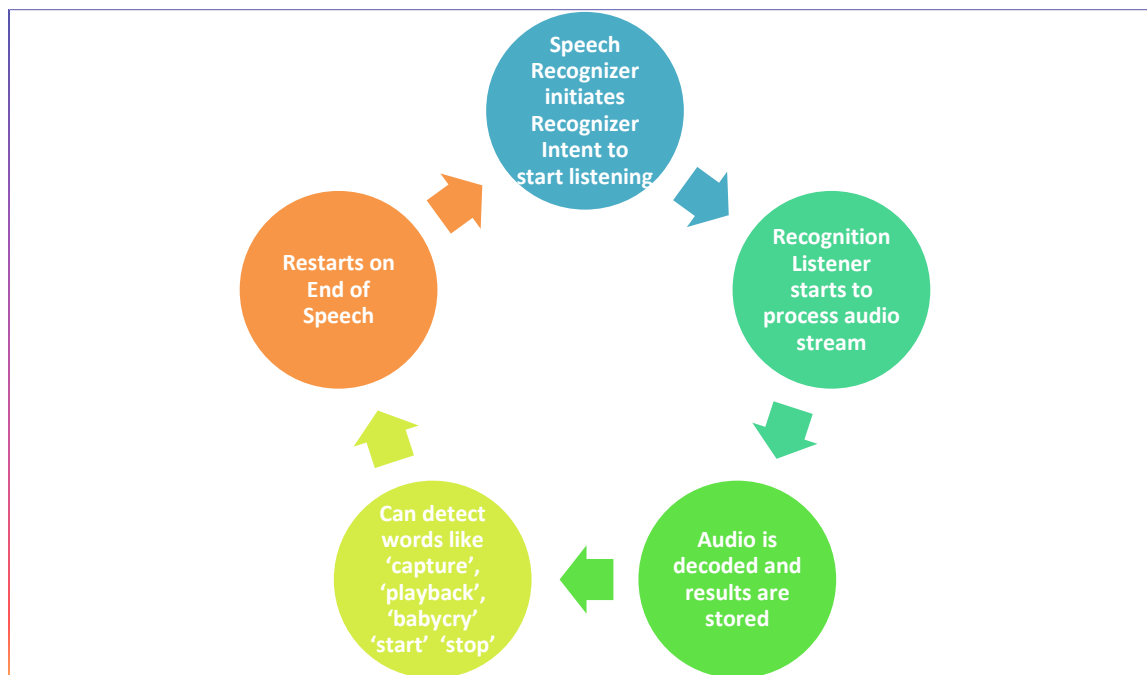 Speech
Recognizer
initiates
Recognizer
Intent to
start listening
Recognition
Listener
starts to
process audio
stream
Audio is
decoded and
results are
stored
Can detect
words like
‘capture’,
‘playback’,
‘babycry’
‘start’ ‘stop’
Restarts on
End of
Speech